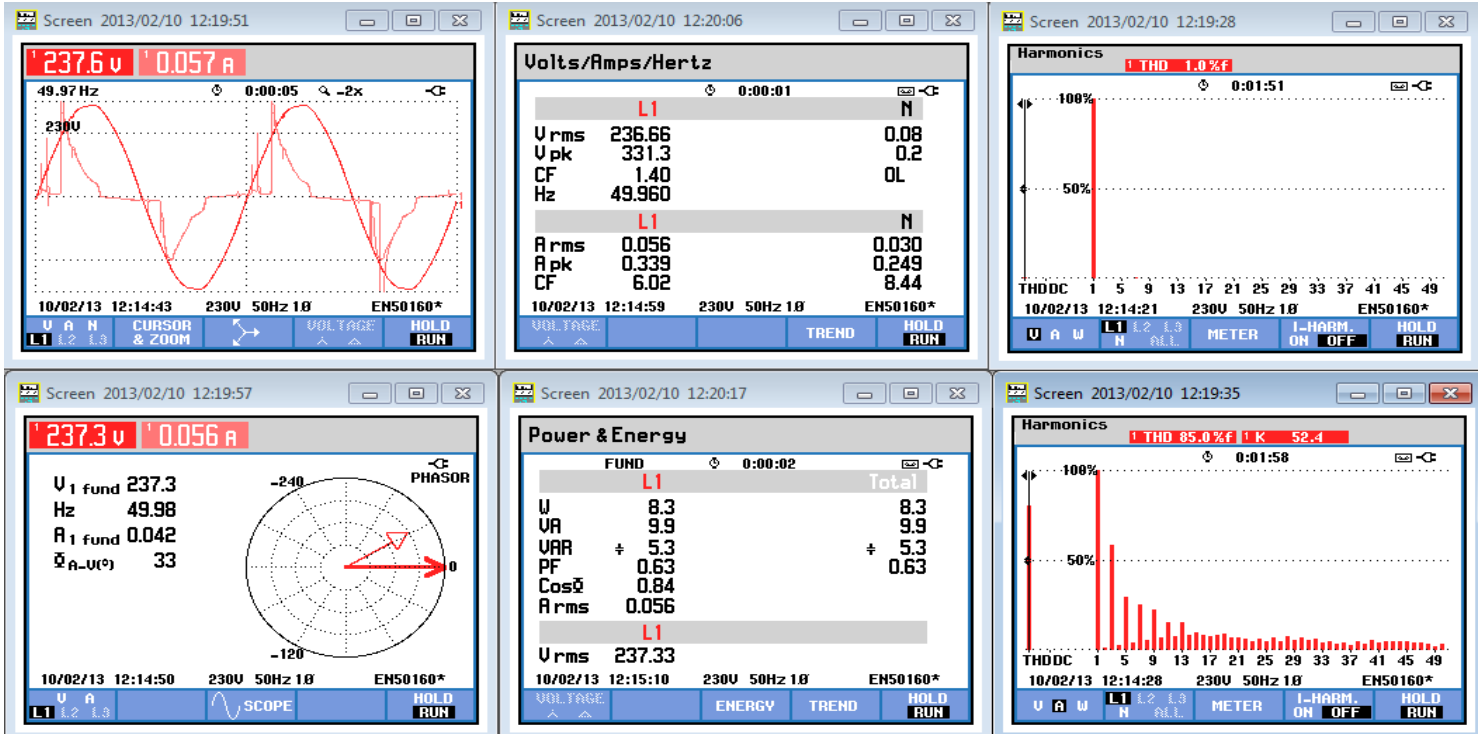 Screen 2013/02/10 12:19:51
1 237.6 V 1 0.057 A
49.97 Hz 0:00:05 -2x
230V
1
10/02/13 12:14:43 230V 50Hz 1Ø EN50160*
V A N CURSOR VOLTAGE HOLD
L1 L2 L3 & ZOOM RUN
Screen 2013/02/10 12:20:06
Volts/Amps/Hertz
0:00:01
L1 N
V rms 236.66 0.08
V pk 331.3 0.2
CF 1.40 OL
Hz 49.960
L1 N
A rms 0.056 0.030
A pk 0.339 0.249
CF 6.02 8.44
10/02/13 12:14:59 230V 50Hz 1Ø EN50160*
VOLTAGE TREND HOLD
RUN
Screen 2013/02/10 12:19:28
Harmonics
1 THD 1.0%f
0:01:51
100%
50%
THDDC 1 5 9 13 17 21 25 29 33 37 41 45 49
10/02/13 12:14:21 230V 50Hz 1Ø EN50160*
V A W L1 L2 L3 METER I-HARM. HOLD
N ALL ON OFF RUN
Screen 2013/02/10 12:19:57
1 237.3 V 1 0.056 A
PHASOR
V1 fund 237.3
Hz 49.98
A1 fund 0.042
Φ A-V(°) 33
-240
0
-120
10/02/13 12:14:50 230V 50Hz 1Ø EN50160*
V A SCOPE HOLD
L1 L2 L3 RUN
Screen 2013/02/10 12:20:17
Power & Energy
FUND 0:00:02
L1 Total
W 8.3 8.3
VA 9.9 9.9
VAR 5.3 5.3
PF 0.63 0.63
CosΦ 0.84
A rms 0.056
L1
V rms 237.33
10/02/13 12:15:10 230V 50Hz 1Ø EN50160*
VOLTAGE ENERGY TREND HOLD
RUN
Screen 2013/02/10 12:19:35
Harmonics
1 THD 85.0%f 1 K 52.4
0:01:58
100%
50%
THDDC 1 5 9 13 17 21 25 29 33 37 41 45 49
10/02/13 12:14:28 230V 50Hz 1Ø EN50160*
V A W L1 L2 L3 METER I-HARM. HOLD
N ALL ON OFF RUN